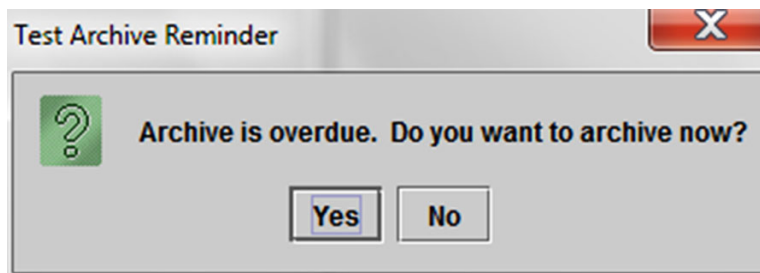 Test Archive Reminder
Archive is overdue. Do you want to archive now?
Yes No